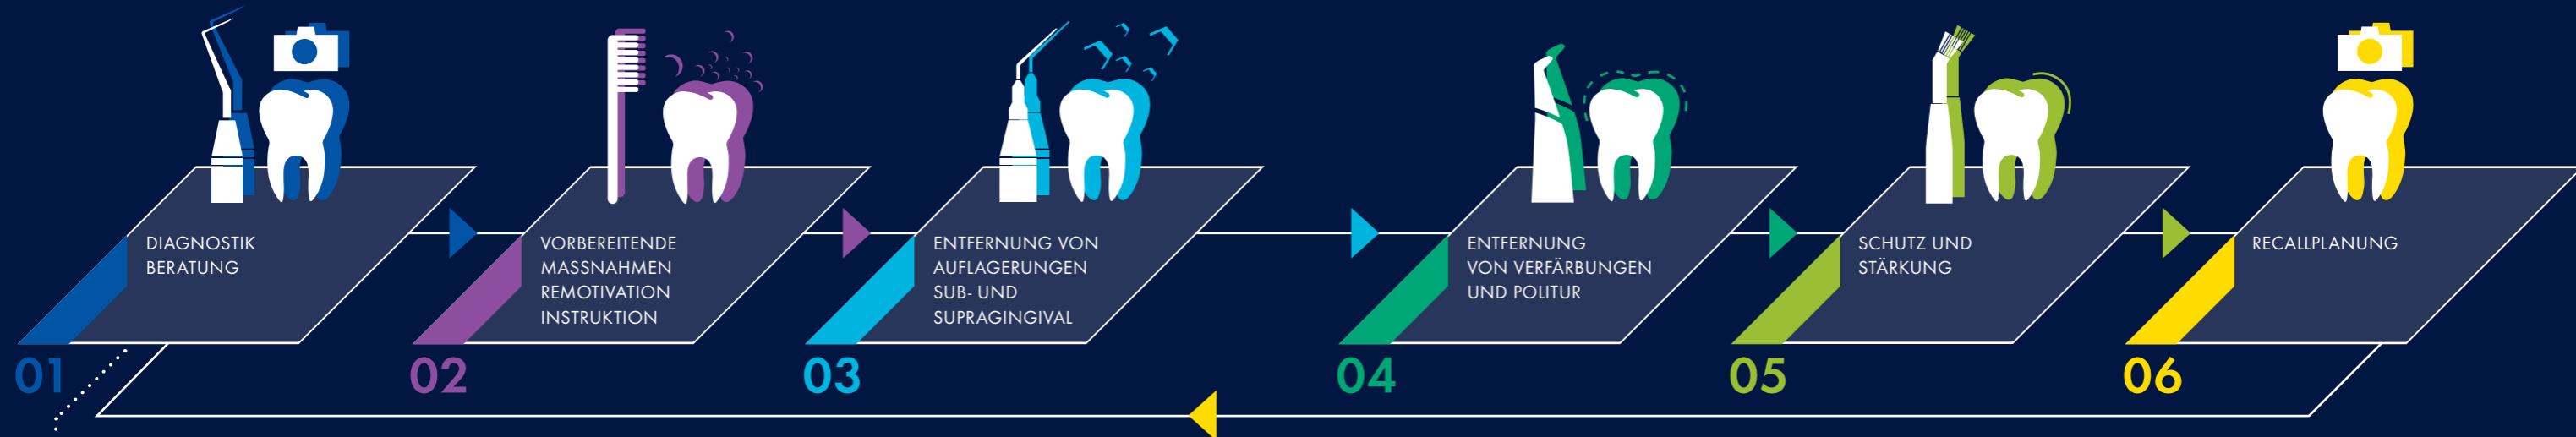 DIAGNOSTIK
BERATUNG
01
VORBEREITENDE
MASSNAHMEN
REMOTIVATION
INSTRUKTION
02
ENTFERNUNG VON
AUFLAGERUNGEN
SUB- UND
SUPRAGINGIVAL
03
ENTFERNUNG
VON VERFÄRBUNGEN
UND POLITUR
04
SCHUTZ UND
STÄRKUNG
05
RECALLPLANUNG
06